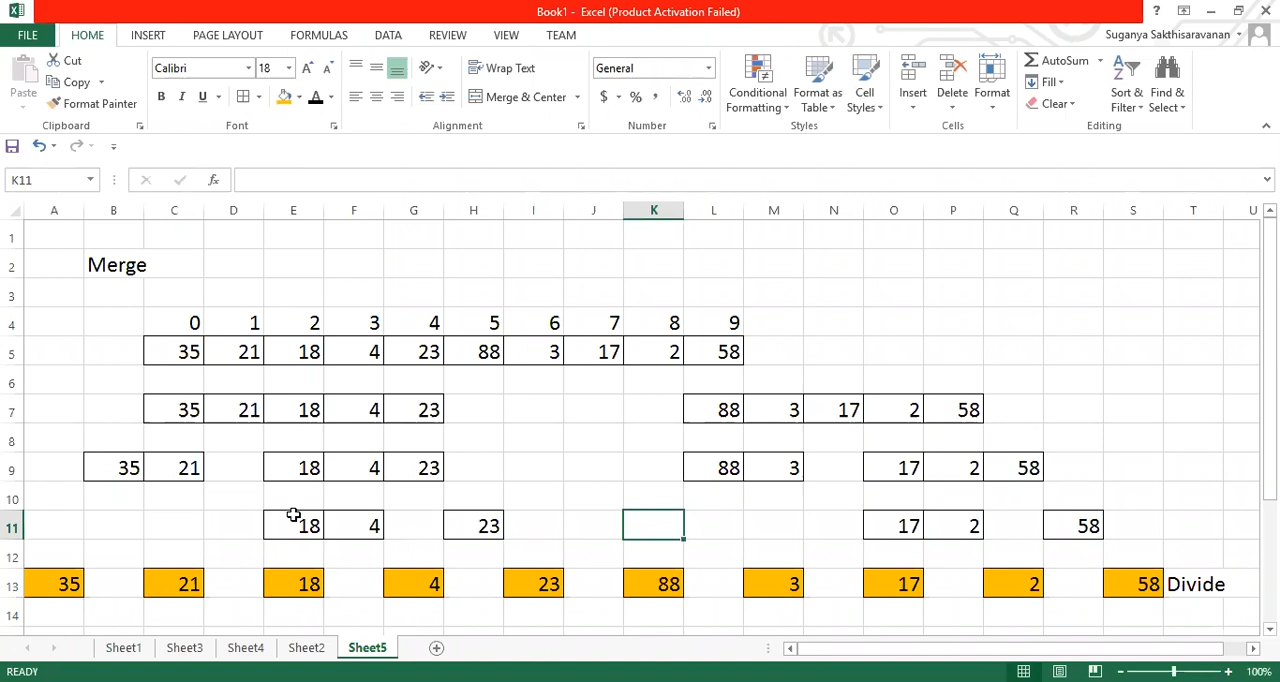 Book1 - Excel (Product Activation Failed)
?
FILE HOME INSERT PAGE LAYOUT FORMULAS DATA REVIEW VIEW TEAM Suganya Sakthisaravanan
Paste Cut Copy Format Painter
Calibri 18
B I U A
Wrap Text
Merge & Center
General
$ % ,
Conditional Formatting Format as Table Cell Styles
Insert Delete Format
AutoSum Fill Clear
Sort & Filter Find & Select
Clipboard Font Alignment Number Styles Cells Editing
K11 fx
A B C D E F G H I J K L M N O P Q R S T U
1
2 Merge
3
4 0 1 2 3 4 5 6 7 8 9
5 35 21 18 4 23 88 3 17 2 58
6
7 35 21 18 4 23 88 3 17 2 58
8
9 35 21 18 4 23 88 3 17 2 58
10
11 18 4 23 17 2 58
12
13 35 21 18 4 23 88 3 17 2 58 Divide
14
Sheet1 Sheet3 Sheet4 Sheet2 Sheet5
READY 100%